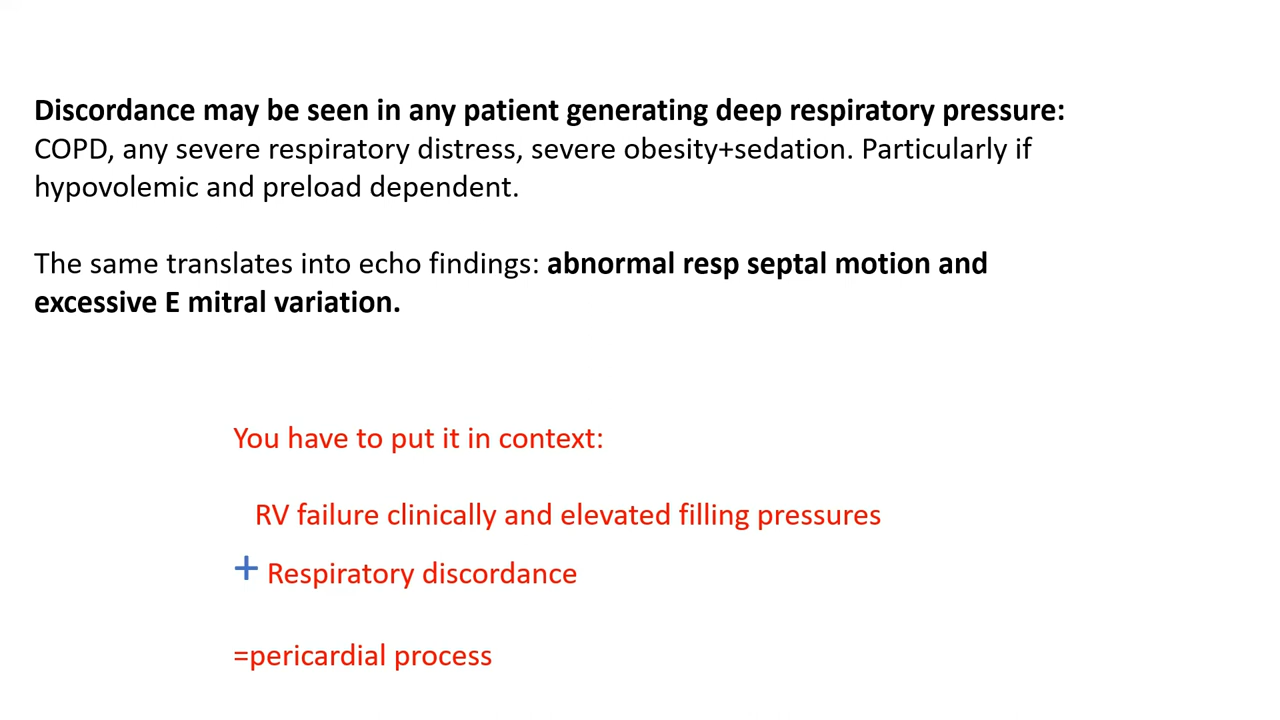 Discordance may be seen in any patient generating deep respiratory pressure:
COPD, any severe respiratory distress, severe obesity+sedation. Particularly if
hypovolemic and preload dependent.
The same translates into echo findings: abnormal resp septal motion and
excessive E mitral variation.
You have to put it in context:
RV failure clinically and elevated filling pressures
+ Respiratory discordance
=pericardial process